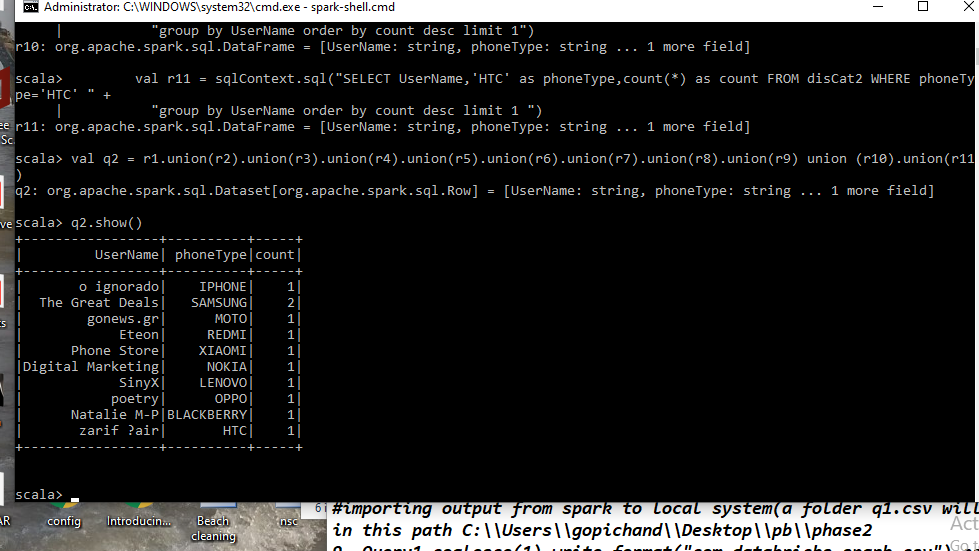 Administrator: C:\WINDOWS\system32\cmd.exe - spark-shell.cmd
     |           "group by UserName order by count desc limit 1")
r10: org.apache.spark.sql.DataFrame = [UserName: string, phoneType: string ... 1 more field]
scala>         val r11 = sqlContext.sql("SELECT UserName,'HTC' as phoneType,count(*) as count FROM disCat2 WHERE phoneTy
pe='HTC' " +
     |           "group by UserName order by count desc limit 1 ")
r11: org.apache.spark.sql.DataFrame = [UserName: string, phoneType: string ... 1 more field]
scala> val q2 = r1.union(r2).union(r3).union(r4).union(r5).union(r6).union(r7).union(r8).union(r9) union (r10).union(r11
)
q2: org.apache.spark.sql.Dataset[org.apache.spark.sql.Row] = [UserName: string, phoneType: string ... 1 more field]
scala> q2.show()
+-----------------+----------+-----+
|         UserName| phoneType|count|
+-----------------+----------+-----+
|       o ignorado|    IPHONE|    1|
|  The Great Deals|   SAMSUNG|    2|
|        gonews.gr|      MOTO|    1|
|            Eteon|     REDMI|    1|
|      Phone Store|    XIAOMI|    1|
|Digital Marketing|     NOKIA|    1|
|            SinyX|    LENOVO|    1|
|           poetry|      OPPO|    1|
|      Natalie M-P|BLACKBERRY|    1|
|       zarif ?air|       HTC|    1|
+-----------------+----------+-----+
scala>
config
Introducin...
Beach
cleaning
nsc
#importing output from spark to local system(a folder q1.csv will
in this path C:\\Users\\gopichand\\Desktop\\pb\\phase2